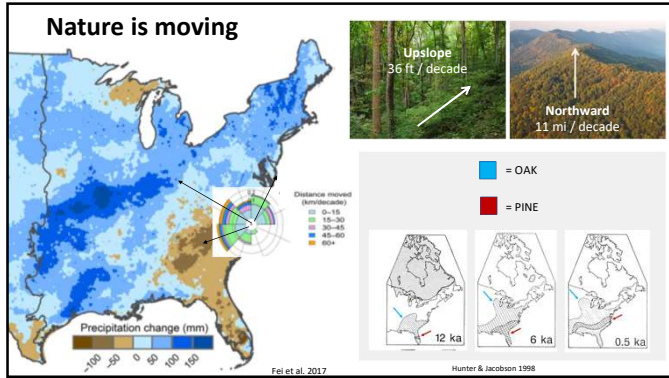 Nature is moving
Upslope
36 ft / decade
Northward
11 mi / decade
= OAK
= PINE
Distance moved
(km/decade)
0–15
15–30
30–45
45–60
60+
Precipitation change (mm)
−100
−50
0
50
100
150
12 ka
6 ka
0.5 ka
Fei et al. 2017
Hunter & Jacobson 1998